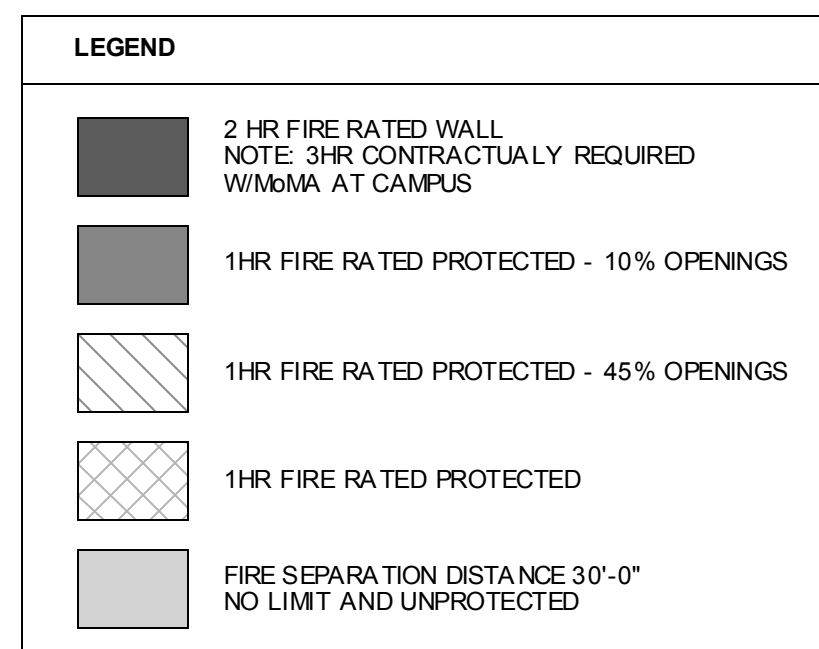 LEGEND
2 HR FIRE RATED WALL
NOTE: 3HR CONTRACTUALY REQUIRED
W/MoMA AT CAMPUS
1HR FIRE RATED PROTECTED - 10% OPENINGS
1HR FIRE RATED PROTECTED - 45% OPENINGS
1HR FIRE RATED PROTECTED
FIRE SEPARATION DISTANCE 30'-0"
NO LIMIT AND UNPROTECTED